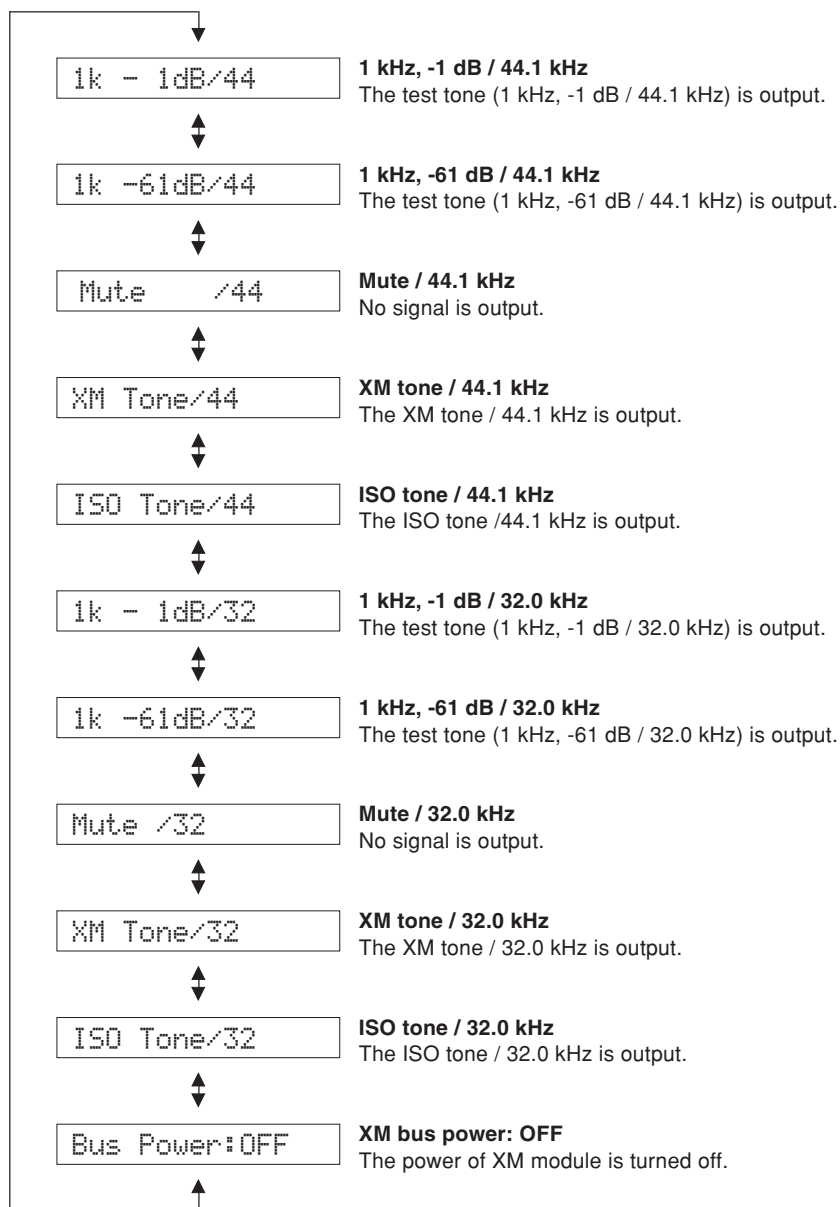 1k - 1dB/44
1 kHz, -1 dB / 44.1 kHz
The test tone (1 kHz, -1 dB / 44.1 kHz) is output.
1k -61dB/44
1 kHz, -61 dB / 44.1 kHz
The test tone (1 kHz, -61 dB / 44.1 kHz) is output.
Mute /44
Mute / 44.1 kHz
No signal is output.
XM Tone/44
XM tone / 44.1 kHz
The XM tone / 44.1 kHz is output.
ISO Tone/44
ISO tone / 44.1 kHz
The ISO tone /44.1 kHz is output.
1k - 1dB/32
1 kHz, -1 dB / 32.0 kHz
The test tone (1 kHz, -1 dB / 32.0 kHz) is output.
1k -61dB/32
1 kHz, -61 dB / 32.0 kHz
The test tone (1 kHz, -61 dB / 32.0 kHz) is output.
Mute /32
Mute / 32.0 kHz
No signal is output.
XM Tone/32
XM tone / 32.0 kHz
The XM tone / 32.0 kHz is output.
ISO Tone/32
ISO tone / 32.0 kHz
The ISO tone / 32.0 kHz is output.
Bus Power:OFF
XM bus power: OFF
The power of XM module is turned off.